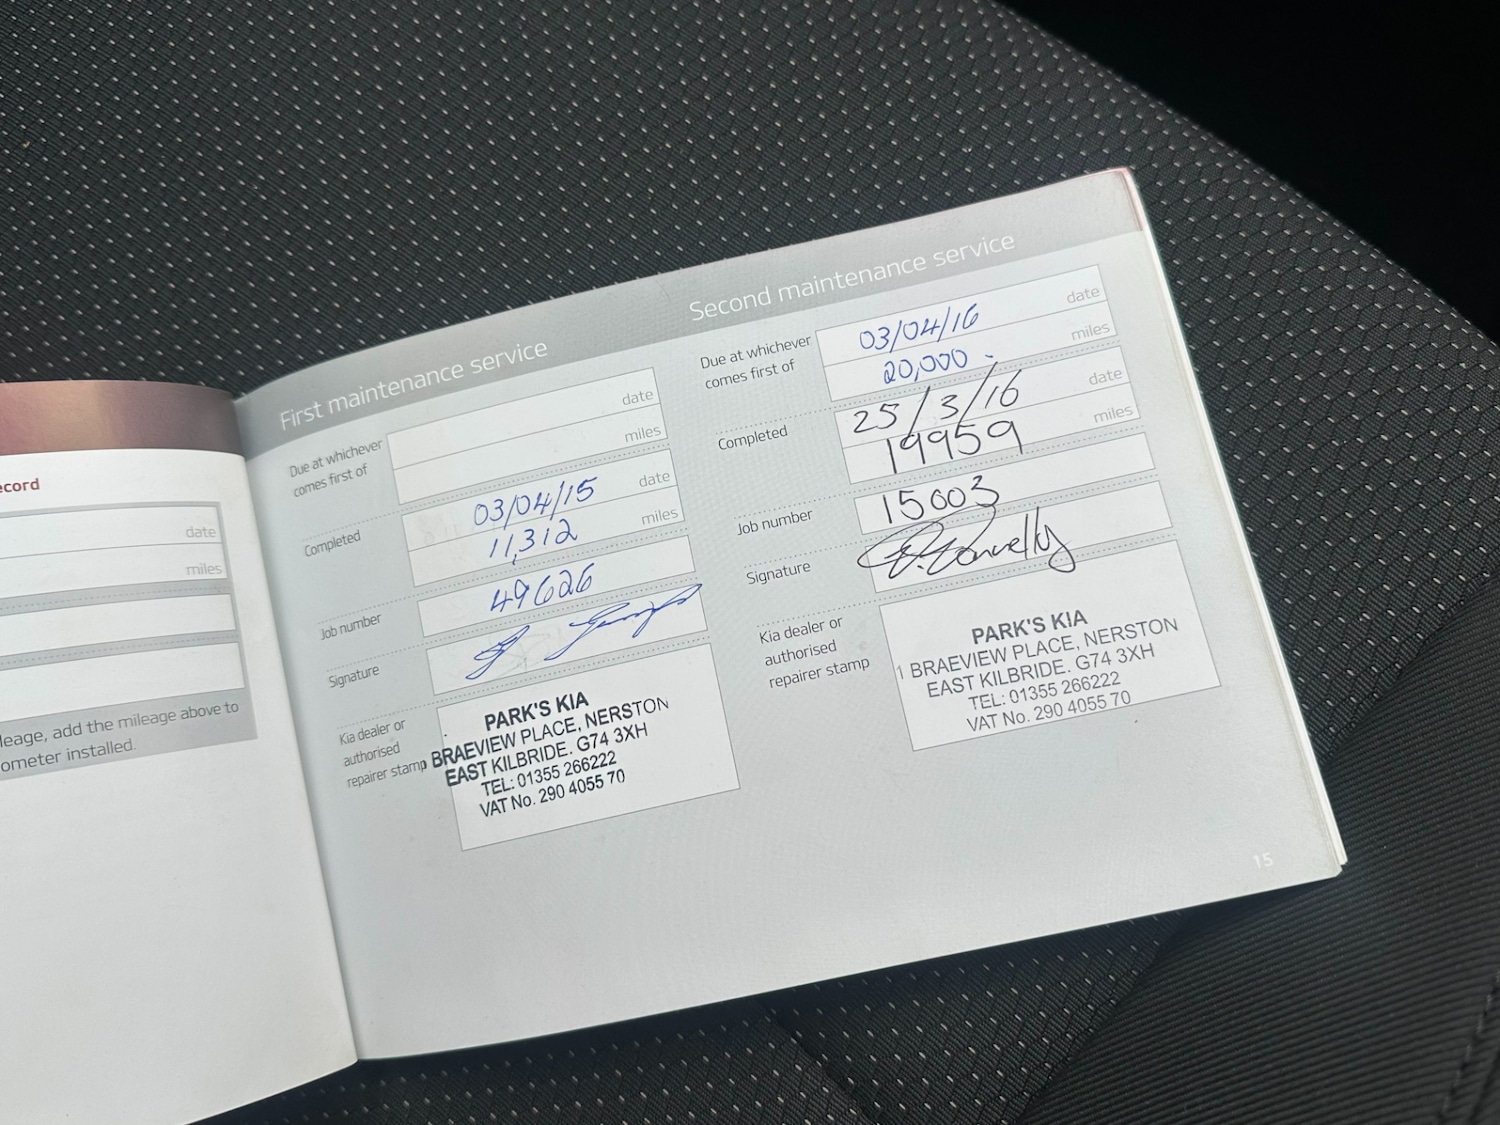 ecord
date
miles
leage, add the mileage above to
ometer installed.
First maintenance service
Due at whichever
comes first of
date
miles
Completed
03/04/15 date
11,312 miles
Job number
49626
Signature
Kia dealer or
authorised
repairer stamp
PARK'S KIA
BRAEVIEW PLACE, NERSTON
EAST KILBRIDE. G74 3XH
TEL: 01355 266222
VAT No. 290 4055 70
Second maintenance service
Due at whichever
comes first of
03/04/16 date
20,000 miles
Completed
25/3/16 date
19959 miles
Job number
15003
Signature
Kia dealer or
authorised
repairer stamp
PARK'S KIA
1 BRAEVIEW PLACE, NERSTON
EAST KILBRIDE. G74 3XH
TEL: 01355 266222
VAT No. 290 4055 70
15